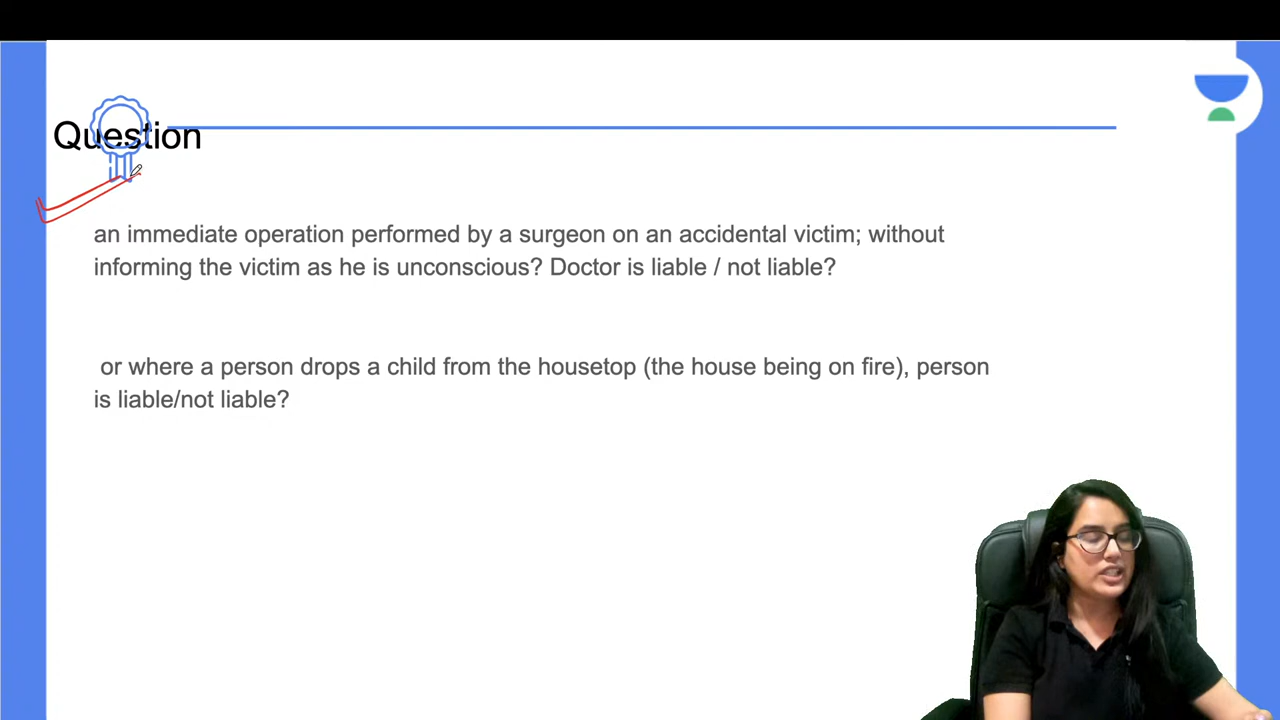 Question
an immediate operation performed by a surgeon on an accidental victim; without
informing the victim as he is unconscious? Doctor is liable / not liable?
or where a person drops a child from the housetop (the house being on fire), person
is liable/not liable?